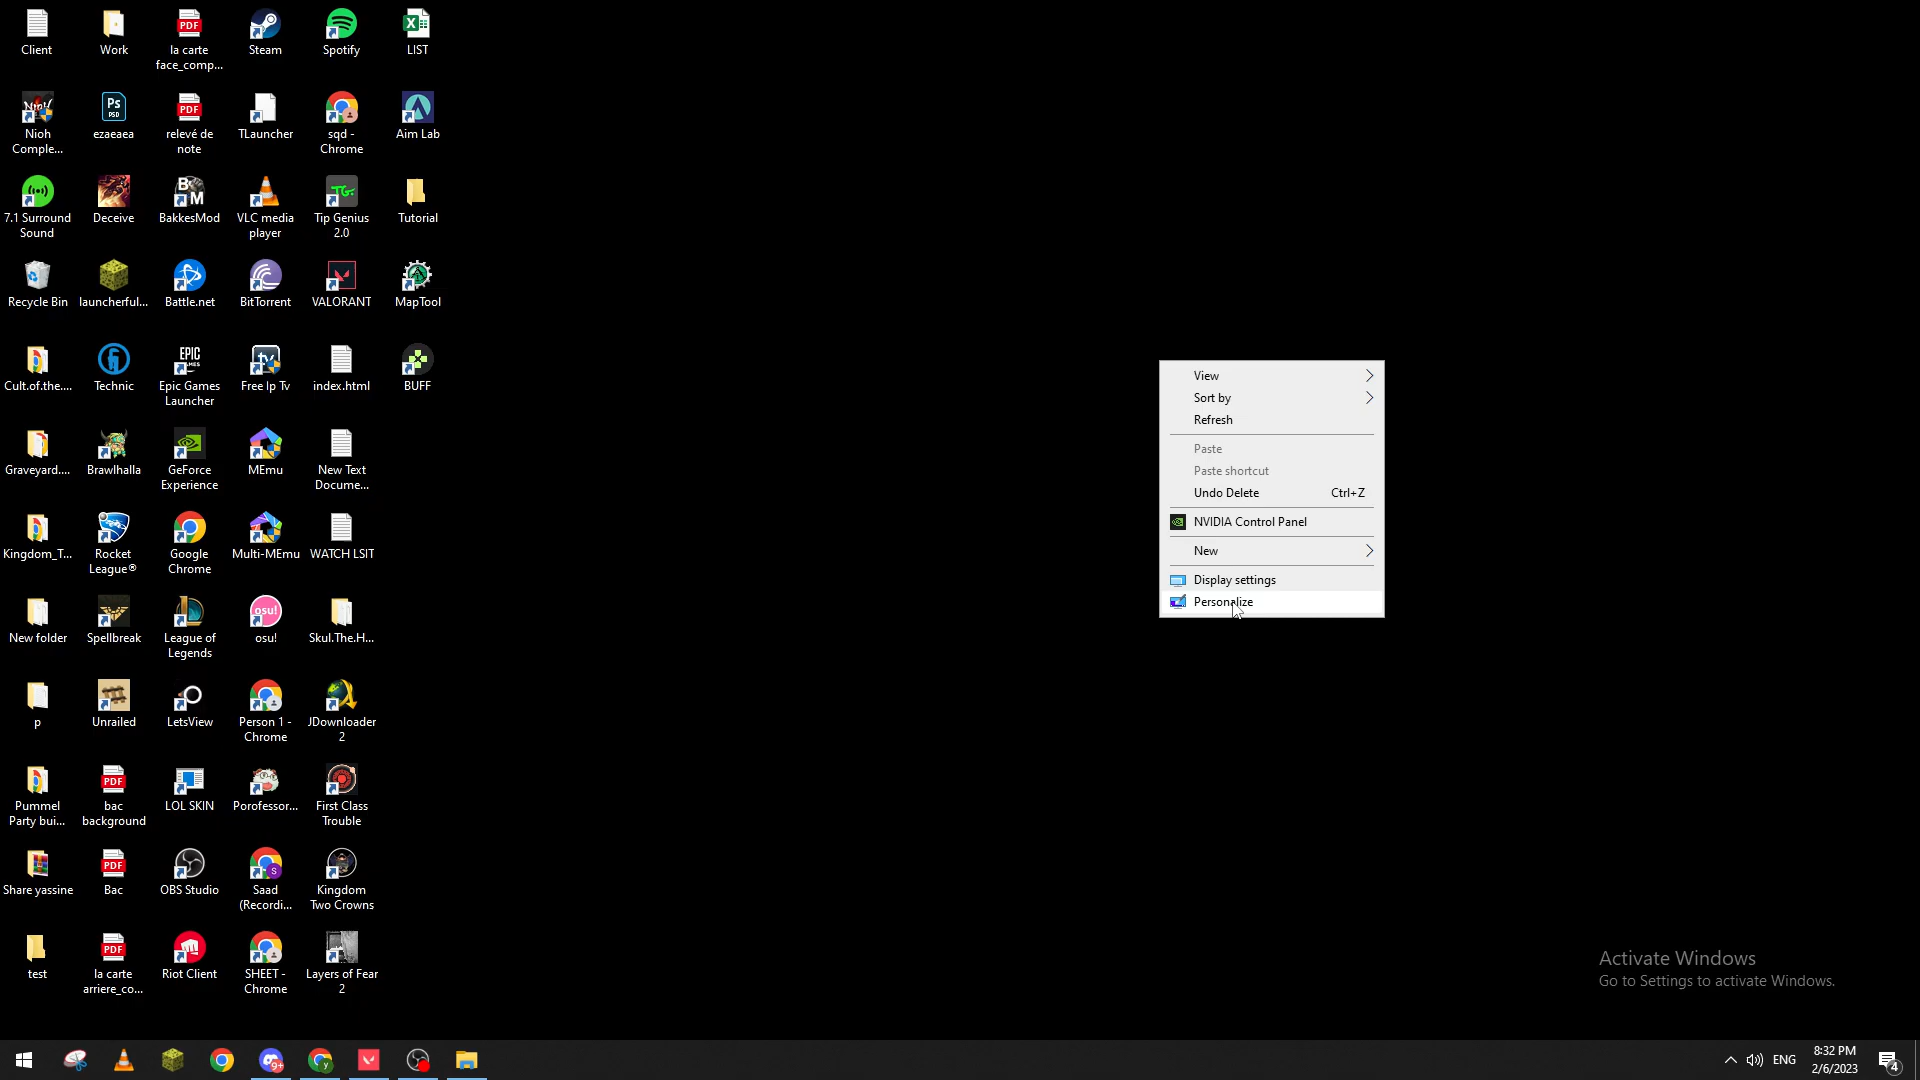 Client
Work
la carte
face_comp...
Steam
Spotify
LIST
Nioh
Comple...
ezaeaea
relevé de
note
TLauncher
sqd -
Chrome
Aim Lab
7.1 Surround
Sound
Deceive
BakkesMod
VLC media
player
Tip Genius
2.0
Tutorial
Recycle Bin
launcherful...
Battle.net
BitTorrent
VALORANT
MapTool
Cult.of.the....
Technic
Epic Games
Launcher
Free Ip Tv
index.html
BUFF
Graveyard....
Brawlhalla
GeForce
Experience
MEmu
New Text
Docume...
Kingdom_T...
Rocket
League®
Google
Chrome
Multi-MEmu
WATCH LSIT
New folder
Spellbreak
League of
Legends
osu!
Skul.The.H...
p
Unrailed
LetsView
Person 1 -
Chrome
JDownloader
2
Pummel
Party bui...
bac
background
LOL SKIN
Porofessor...
First Class
Trouble
Share yassine
Bac
OBS Studio
Saad
(Recordi...
Kingdom
Two Crowns
test
la carte
arriere_co...
Riot Client
SHEET -
Chrome
Layers of Fear
2
View
Sort by
Refresh
Paste
Paste shortcut
Undo Delete Ctrl+Z
NVIDIA Control Panel
New
Display settings
Personalize
Activate Windows
Go to Settings to activate Windows.
ENG
8:32 PM
2/6/2023
4